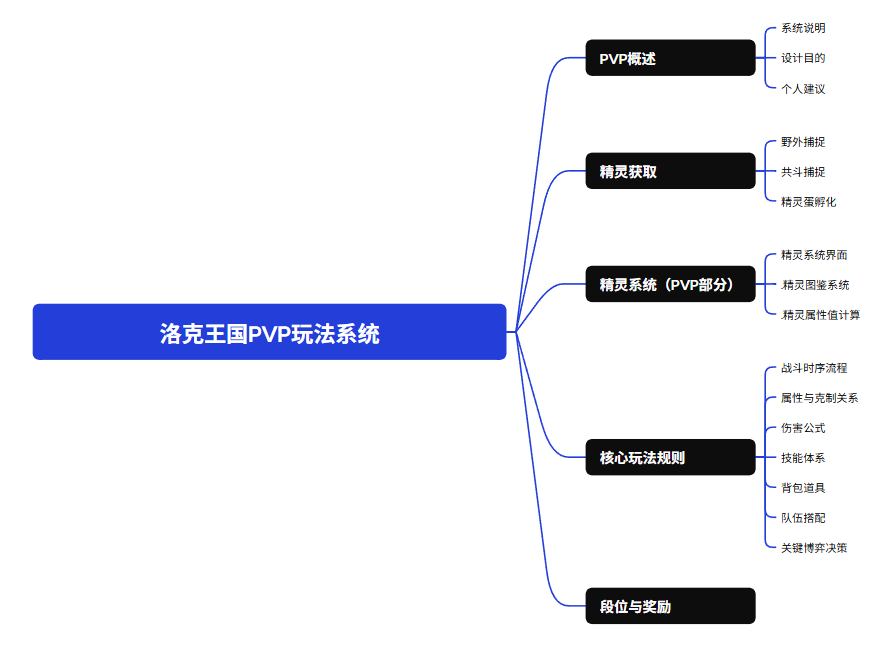 洛克王国PVP玩法系统
PVP概述
系统说明
设计目的
个人建议
精灵获取
野外捕捉
共斗捕捉
精灵蛋孵化
精灵系统（PVP部分）
精灵系统界面
.精灵图鉴系统
.精灵属性值计算
核心玩法规则
战斗时序流程
属性与克制关系
伤害公式
技能体系
背包道具
队伍搭配
关键博弈决策
段位与奖励